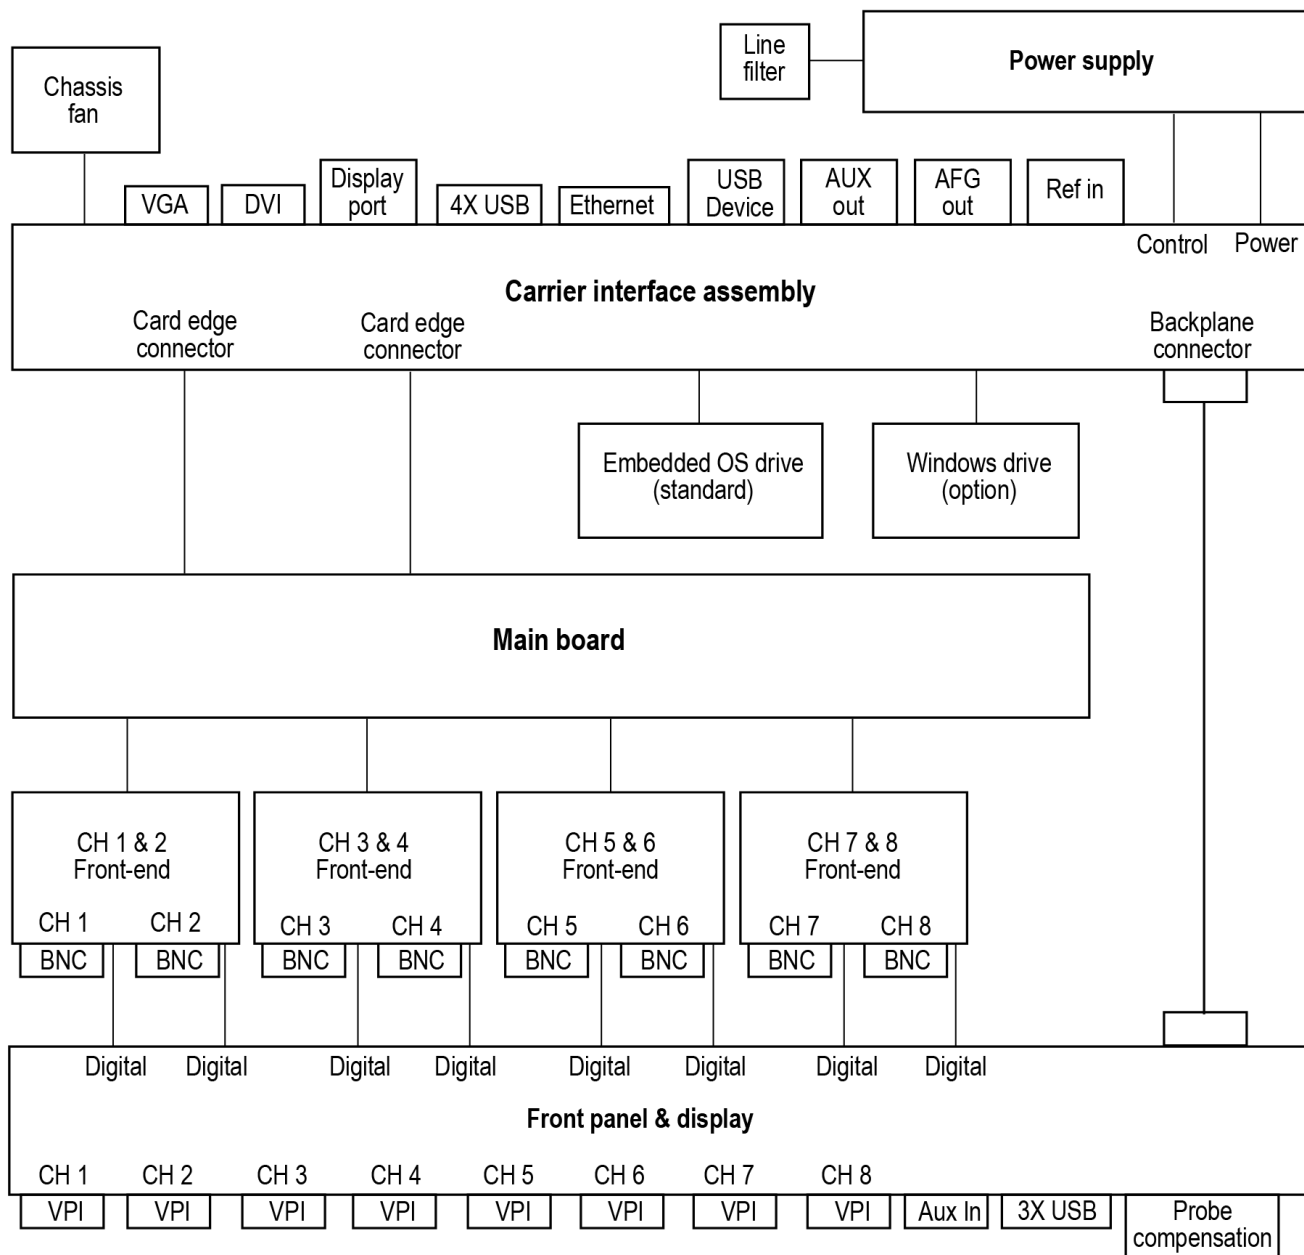 Line
filter
Power supply
Chassis
fan
VGA
DVI
Display
port
4X USB
Ethernet
USB
Device
AUX
out
AFG
out
Ref in
Control
Power
Carrier interface assembly
Card edge
connector
Card edge
connector
Backplane
connector
Embedded OS drive
(standard)
Windows drive
(option)
Main board
CH 1 & 2
Front-end
CH 3 & 4
Front-end
CH 5 & 6
Front-end
CH 7 & 8
Front-end
CH 1
CH 2
CH 3
CH 4
CH 5
CH 6
CH 7
CH 8
BNC
BNC
BNC
BNC
BNC
BNC
BNC
BNC
Digital
Digital
Digital
Digital
Digital
Digital
Digital
Digital
Front panel & display
CH 1
CH 2
CH 3
CH 4
CH 5
CH 6
CH 7
CH 8
VPI
VPI
VPI
VPI
VPI
VPI
VPI
VPI
Aux In
3X USB
Probe
compensation